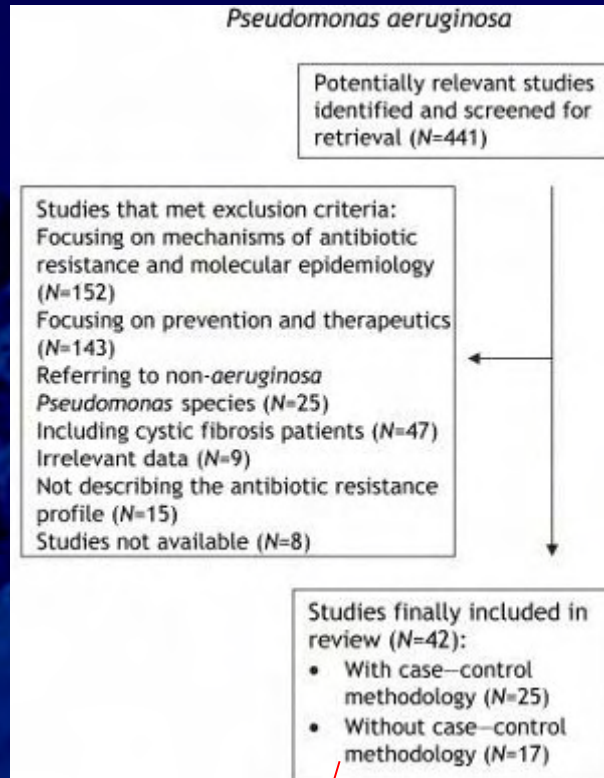 Pseudomonas aeruginosa
Potentially relevant studies
identified and screened for
retrieval (N=441)
Studies that met exclusion criteria:
Focusing on mechanisms of antibiotic
resistance and molecular epidemiology
(N=152)
Focusing on prevention and therapeutics
(N=143)
Referring to non-aeruginosa
Pseudomonas species (N=25)
Including cystic fibrosis patients (N=47)
Irrelevant data (N=9)
Not describing the antibiotic resistance
profile (N=15)
Studies not available (N=8)
Studies finally included in
review (N=42):
• With case—control
methodology (N=25)
• Without case—control
methodology (N=17)